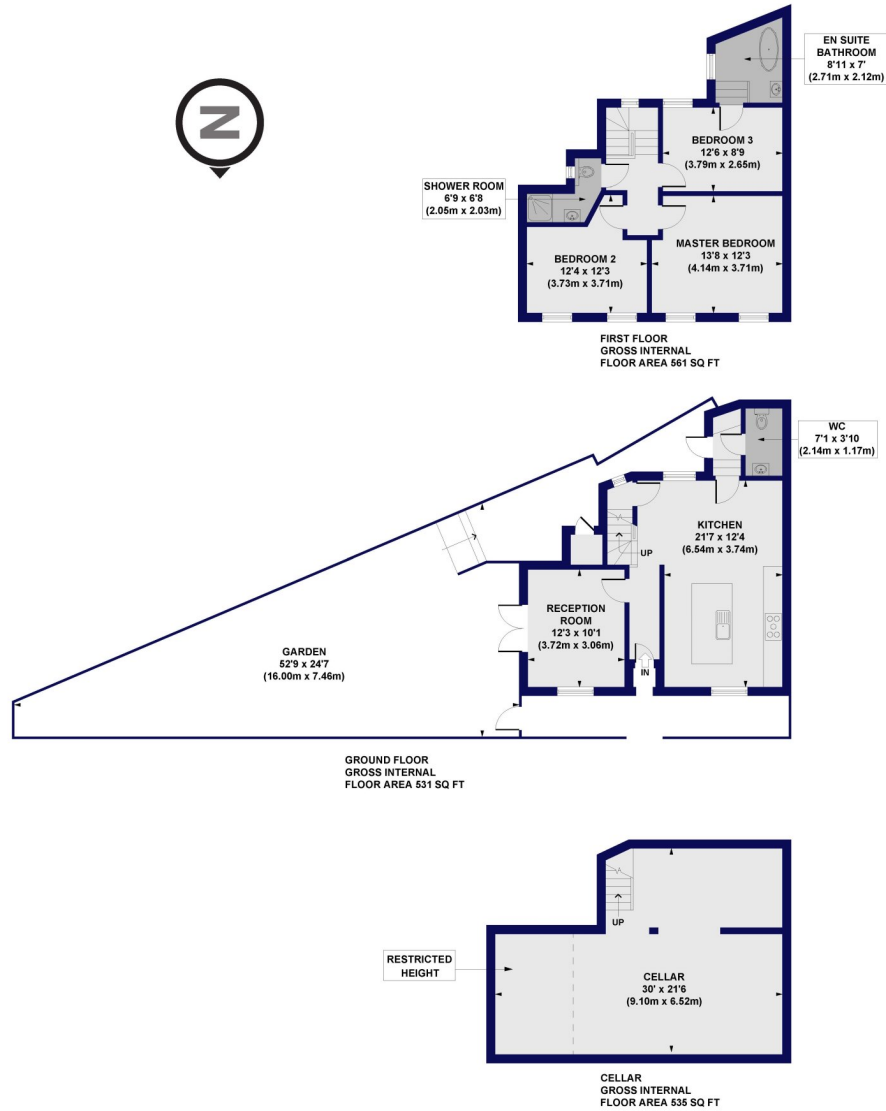 EN SUITE
BATHROOM
8'11 x 7'
(2.71m x 2.12m)
N
BEDROOM 3
12'6 x 8'9
(3.79m x 2.65m)
SHOWER ROOM
6'9 x 6'8
(2.05m x 2.03m)
MASTER BEDROOM
13'8 x 12'3
(4.14m x 3.71m)
BEDROOM 2
12'4 x 12'3
(3.73m x 3.71m)
FIRST FLOOR
GROSS INTERNAL
FLOOR AREA 561 SQ FT
WC
7'1 x 3'10
(2.14m x 1.17m)
KITCHEN
21'7 x 12'4
(6.54m x 3.74m)
UP
RECEPTION
ROOM
12'3 x 10'1
(3.72m x 3.06m)
GARDEN
52'9 x 24'7
(16.00m x 7.46m)
IN
GROUND FLOOR
GROSS INTERNAL
FLOOR AREA 531 SQ FT
UP
RESTRICTED
HEIGHT
CELLAR
30' x 21'6
(9.10m x 6.52m)
CELLAR
GROSS INTERNAL
FLOOR AREA 535 SQ FT